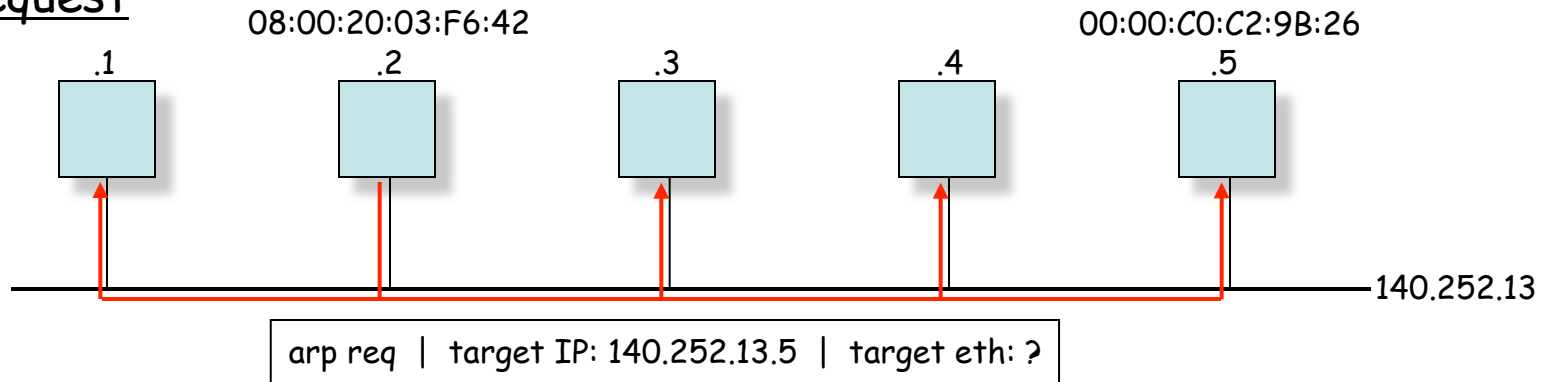 08:00:20:03:F6:42 00:00:C0:C2:9B:26
.1 .2 .3 .4 .5
140.252.13
arp req | target IP: 140.252.13.5 | target eth: ?